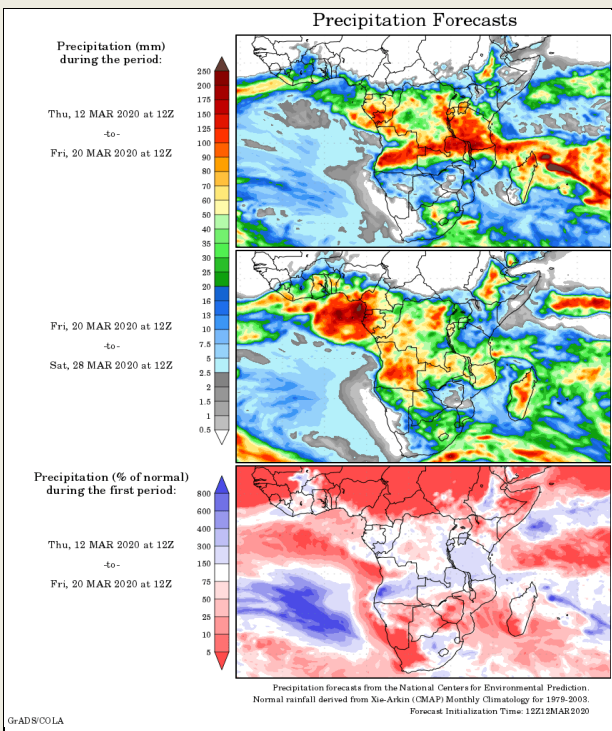 Precipitation Forecasts
Precipitation (mm)
during the period:
Thu, 12 MAR 2020 at 12Z
-to-
Fri, 20 MAR 2020 at 12Z
250
200
175
150
125
100
90
80
70
60
50
40
35
30
25
20
16
13
10
7.5
5
2.5
2
1.5
1
0.5
Fri, 20 MAR 2020 at 12Z
-to-
Sat, 28 MAR 2020 at 12Z
Precipitation (% of normal)
during the first period:
Thu, 12 MAR 2020 at 12Z
-to-
Fri, 20 MAR 2020 at 12Z
800
600
400
300
150
75
50
25
10
5
Precipitation forecasts from the National Centers for Environmental Prediction.
Normal rainfall derived from Xie-Arkin (CMAP) Monthly Climatology for 1979-2003.
Forecast Initialization Time: 12Z12MAR2020
GrADS/COLA